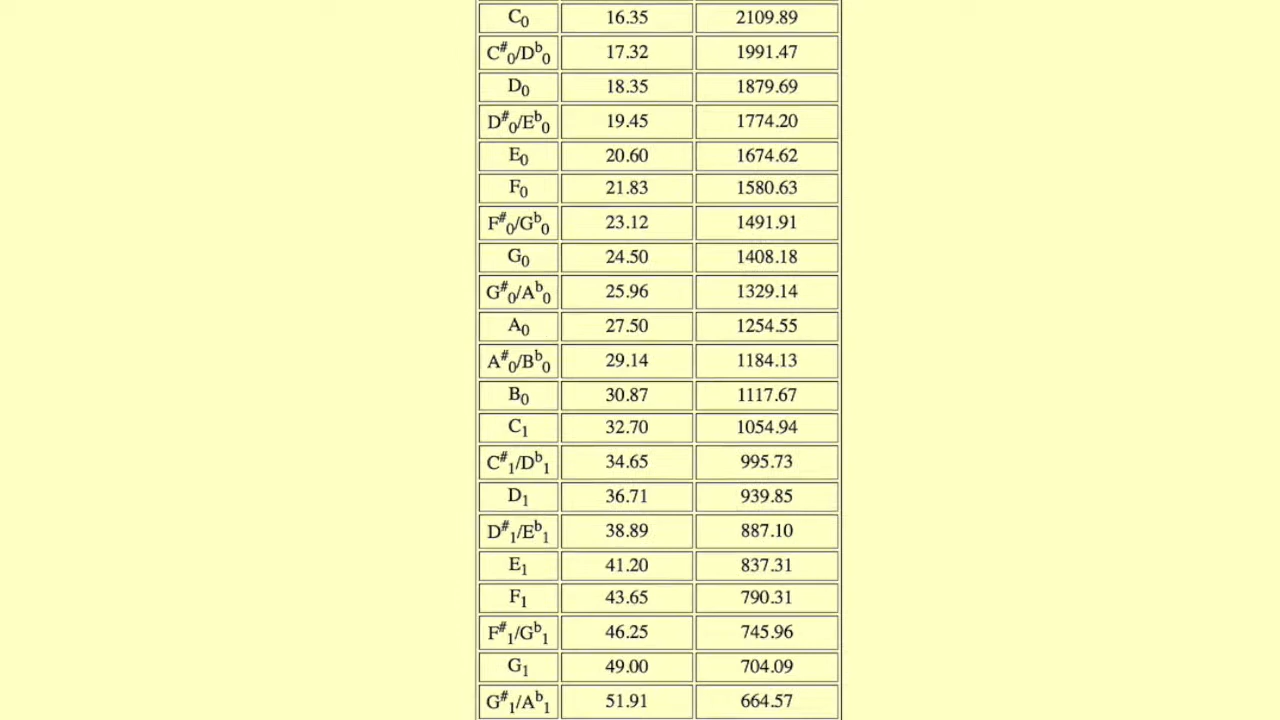 C0 16.35 2109.89
C#0/Db0 17.32 1991.47
D0 18.35 1879.69
D#0/Eb0 19.45 1774.20
E0 20.60 1674.62
F0 21.83 1580.63
F#0/Gb0 23.12 1491.91
G0 24.50 1408.18
G#0/Ab0 25.96 1329.14
A0 27.50 1254.55
A#0/Bb0 29.14 1184.13
B0 30.87 1117.67
C1 32.70 1054.94
C#1/Db1 34.65 995.73
D1 36.71 939.85
D#1/Eb1 38.89 887.10
E1 41.20 837.31
F1 43.65 790.31
F#1/Gb1 46.25 745.96
G1 49.00 704.09
G#1/Ab1 51.91 664.57